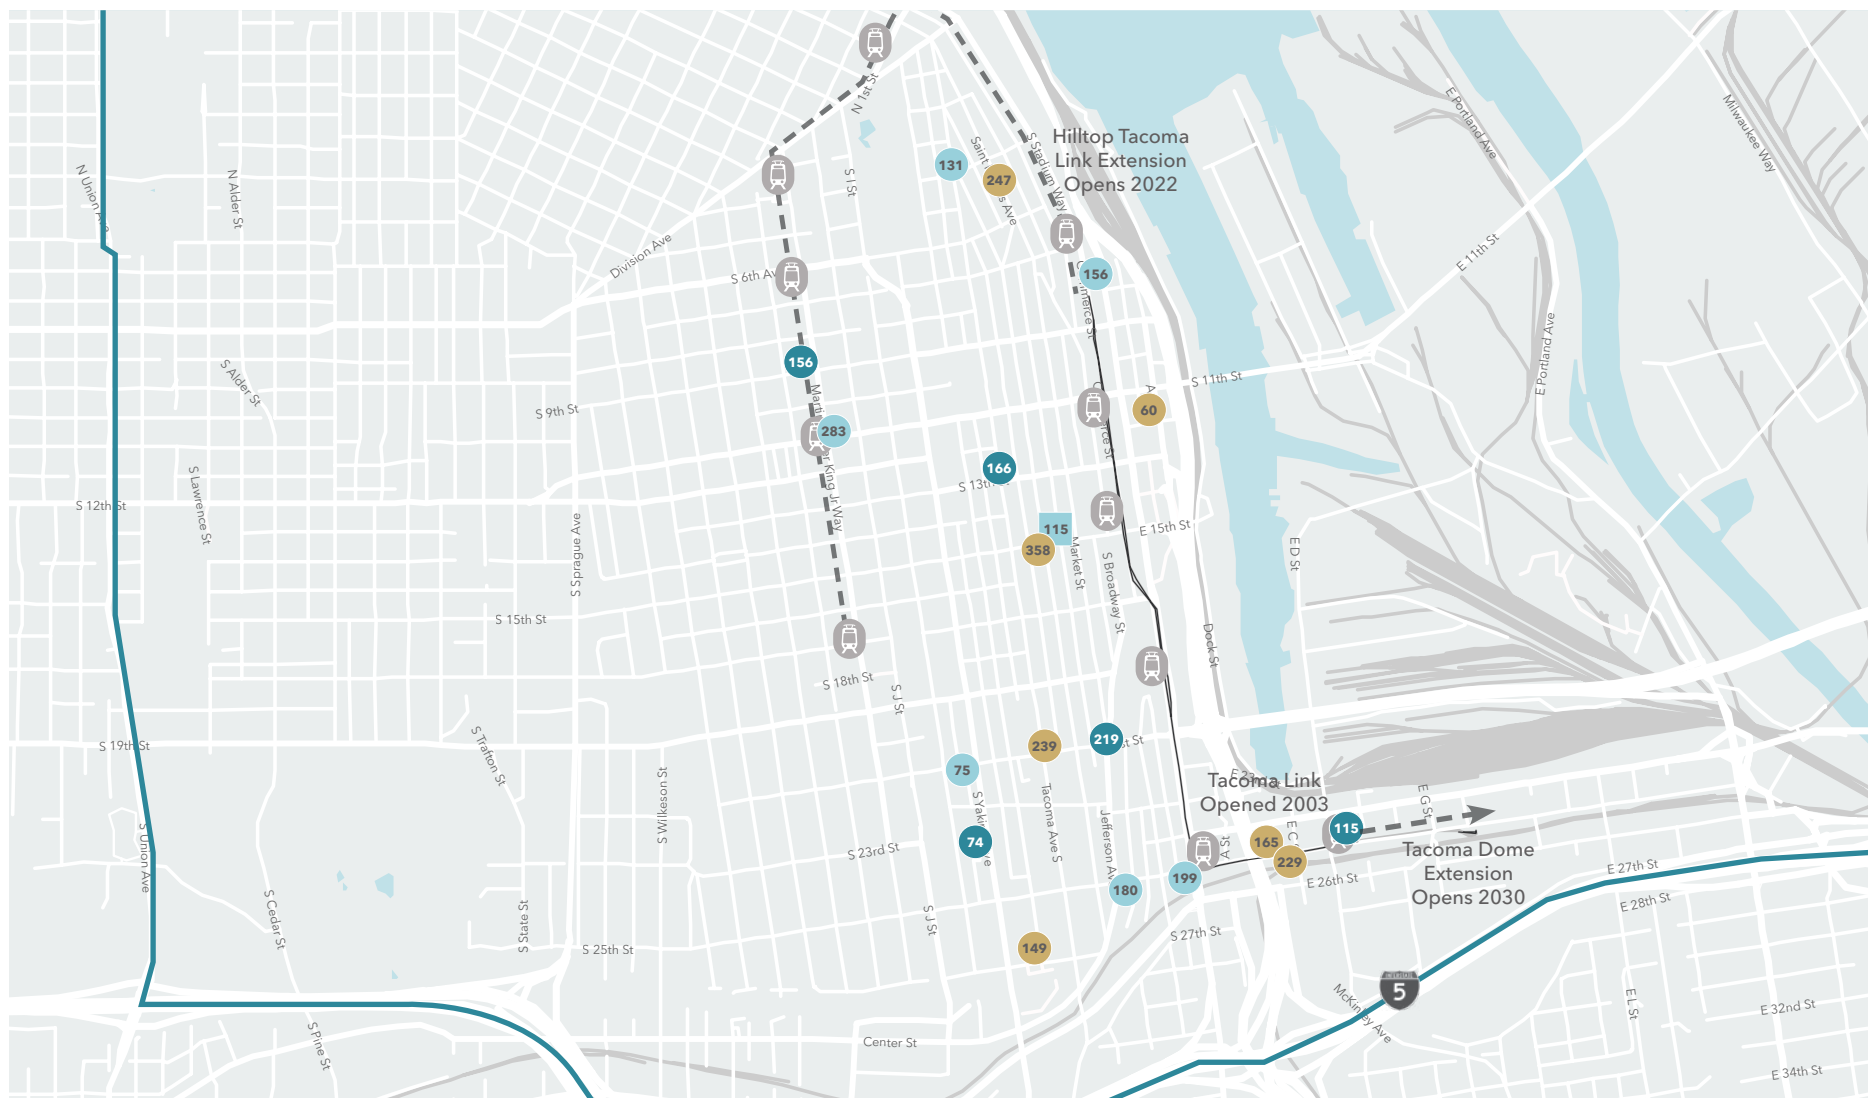 N 1st St
Hilltop Tacoma
Link Extension
Opens 2022
N Union Ave
N Alder St
S I St
131
247
S Stadium Way
E Portland Ave
Milwaukee Way
Division Ave
S 6th Av
156
E 11th St
156
S Alder St
S 9th St
283
S 11th St
A
60
E Portland Ave
S 12th St
S Lawrence St
S Sprague Ave
166
S 13th
115
358
Market St
E 15th St
E D St
S Broadway St
S 15th St
Dock St
S 18th St
S J St
S 19th St
S Trafton St
S Wilkeson St
239
219
75
Tacoma Link
Opened 2003
Tacoma Ave S
Jefferson Av
E G St
S Union Ave
S 23rd St
74
A St
165
E C
229
115
Tacoma Dome
Extension
Opens 2030
199
180
E 26th St
E 27th St
E 28th St
S Cedar St
S State St
S J St
S 25th St
149
S 27th St
5
McKinley Ave
E L St
E 32nd St
S Pine St
Center St
E 34th St